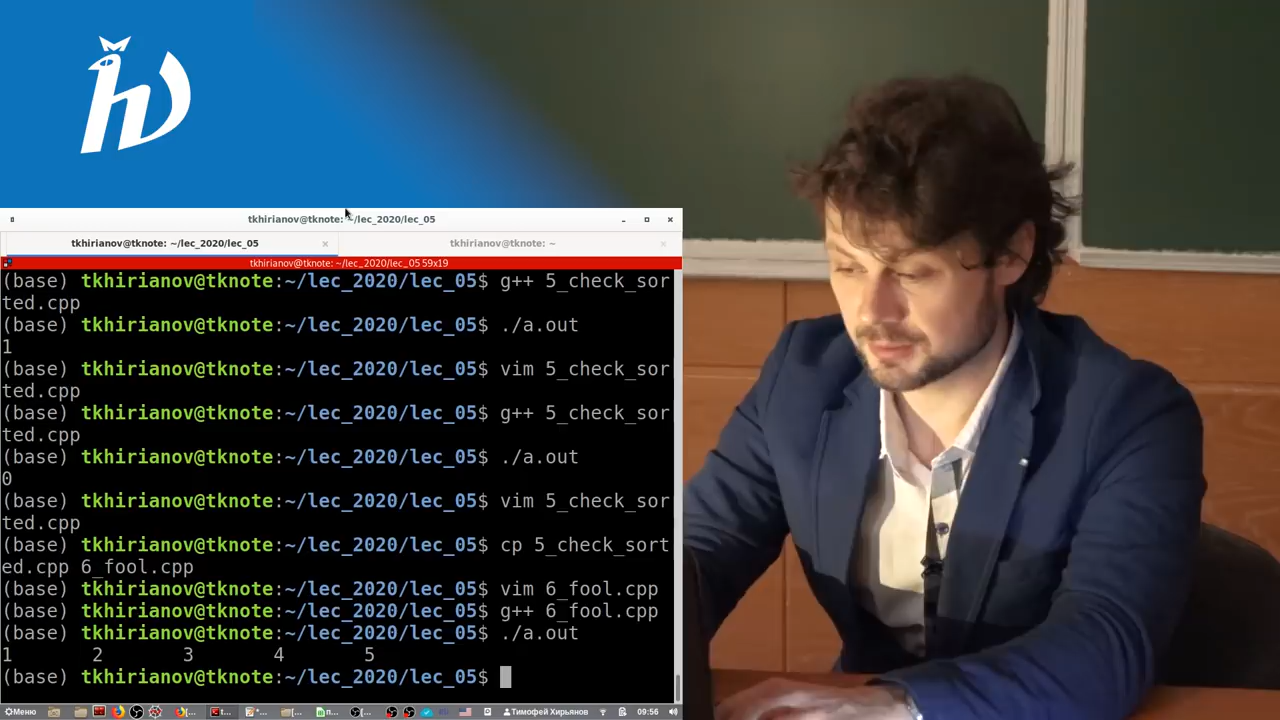 tkhirianov@tknote: ~/lec_2020/lec_05
tkhirianov@tknote: ~/lec_2020/lec_05
tkhirianov@tknote: ~
tkhirianov@tknote: ~/lec_2020/lec_05 59x19
(base) tkhirianov@tknote:~/lec_2020/lec_05$ g++ 5_check_sor
ted.cpp
(base) tkhirianov@tknote:~/lec_2020/lec_05$ ./a.out
1
(base) tkhirianov@tknote:~/lec_2020/lec_05$ vim 5_check_sor
ted.cpp
(base) tkhirianov@tknote:~/lec_2020/lec_05$ g++ 5_check_sor
ted.cpp
(base) tkhirianov@tknote:~/lec_2020/lec_05$ ./a.out
0
(base) tkhirianov@tknote:~/lec_2020/lec_05$ vim 5_check_sor
ted.cpp
(base) tkhirianov@tknote:~/lec_2020/lec_05$ cp 5_check_sort
ed.cpp 6_fool.cpp
(base) tkhirianov@tknote:~/lec_2020/lec_05$ vim 6_fool.cpp
(base) tkhirianov@tknote:~/lec_2020/lec_05$ g++ 6_fool.cpp
(base) tkhirianov@tknote:~/lec_2020/lec_05$ ./a.out
1 2 3 4 5
(base) tkhirianov@tknote:~/lec_2020/lec_05$
Меню Тимофей Хирьянов 09:56